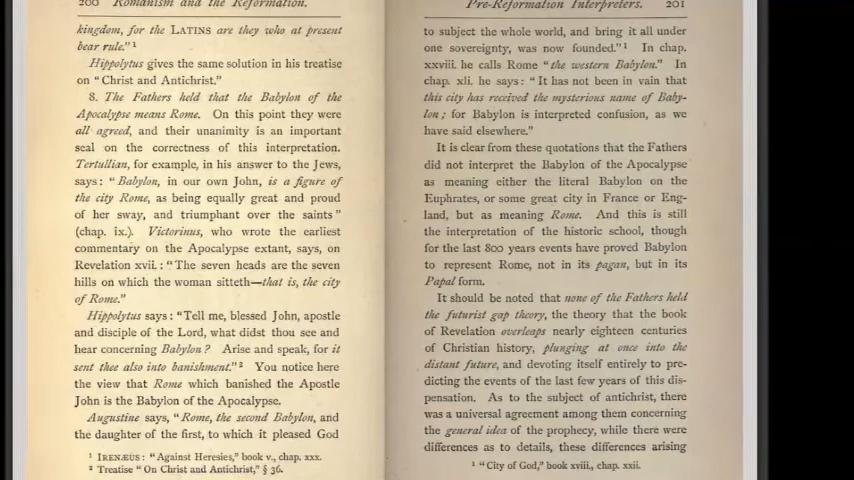 200 Romanism and the Reformation.
kingdom, for the LATINS are they who at present
bear rule." 1
Hippolytus gives the same solution in his treatise
on "Christ and Antichrist."
8. The Fathers held that the Babylon of the
Apocalypse means Rome. On this point they were
all agreed, and their unanimity is an important
seal on the correctness of this interpretation.
Tertullian, for example, in his answer to the Jews,
says: "Babylon, in our own John, is a figure of
the city Rome, as being equally great and proud
of her sway, and triumphant over the saints"
(chap. ix.). Victorinus, who wrote the earliest
commentary on the Apocalypse extant, says, on
Revelation xvii.: "The seven heads are the seven
hills on which the woman sitteth—that is, the city
of Rome."
Hippolytus says: "Tell me, blessed John, apostle
and disciple of the Lord, what didst thou see and
hear concerning Babylon? Arise and speak, for it
sent thee also into banishment." 2 You notice here
the view that Rome which banished the Apostle
John is the Babylon of the Apocalypse.
Augustine says, "Rome, the second Babylon, and
the daughter of the first, to which it pleased God
1 IRENÆUS: "Against Heresies," book v., chap. xxx.
2 Treatise "On Christ and Antichrist," § 36.
Pre-Reformation Interpreters. 201
to subject the whole world, and bring it all under
one sovereignty, was now founded." 1 In chap.
xxviii. he calls Rome "the western Babylon." In
chap. xli. he says: "It has not been in vain that
this city has received the mysterious name of Baby-
lon; for Babylon is interpreted confusion, as we
have said elsewhere."
It is clear from these quotations that the Fathers
did not interpret the Babylon of the Apocalypse
as meaning either the literal Babylon on the
Euphrates, or some great city in France or Eng-
land, but as meaning Rome. And this is still
the interpretation of the historic school, though
for the last 800 years events have proved Babylon
to represent Rome, not in its pagan, but in its
Papal form.
It should be noted that none of the Fathers held
the futurist gap theory, the theory that the book
of Revelation overleaps nearly eighteen centuries
of Christian history, plunging at once into the
distant future, and devoting itself entirely to pre-
dicting the events of the last few years of this dis-
pensation. As to the subject of antichrist, there
was a universal agreement among them concerning
the general idea of the prophecy, while there were
differences as to details, these differences arising
1 "City of God," book xviii., chap. xxii.